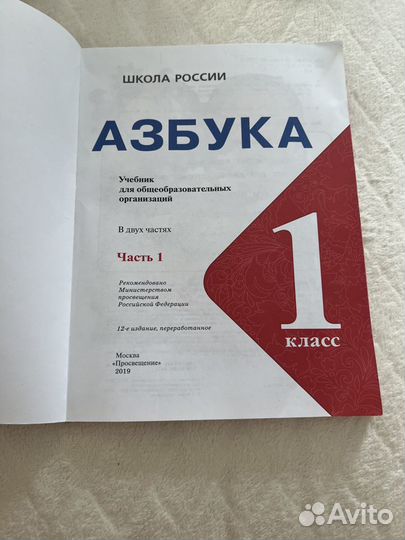 ШКОЛА РОССИИ
АЗБУКА
Учебник
для общеобразовательных
организаций
В двух частях
Часть 1
Рекомендовано
Министерством
просвещения
Российской Федерации
12-е издание, переработанное
Москва
«Просвещение»
2019
1
КЛАСС
Avito